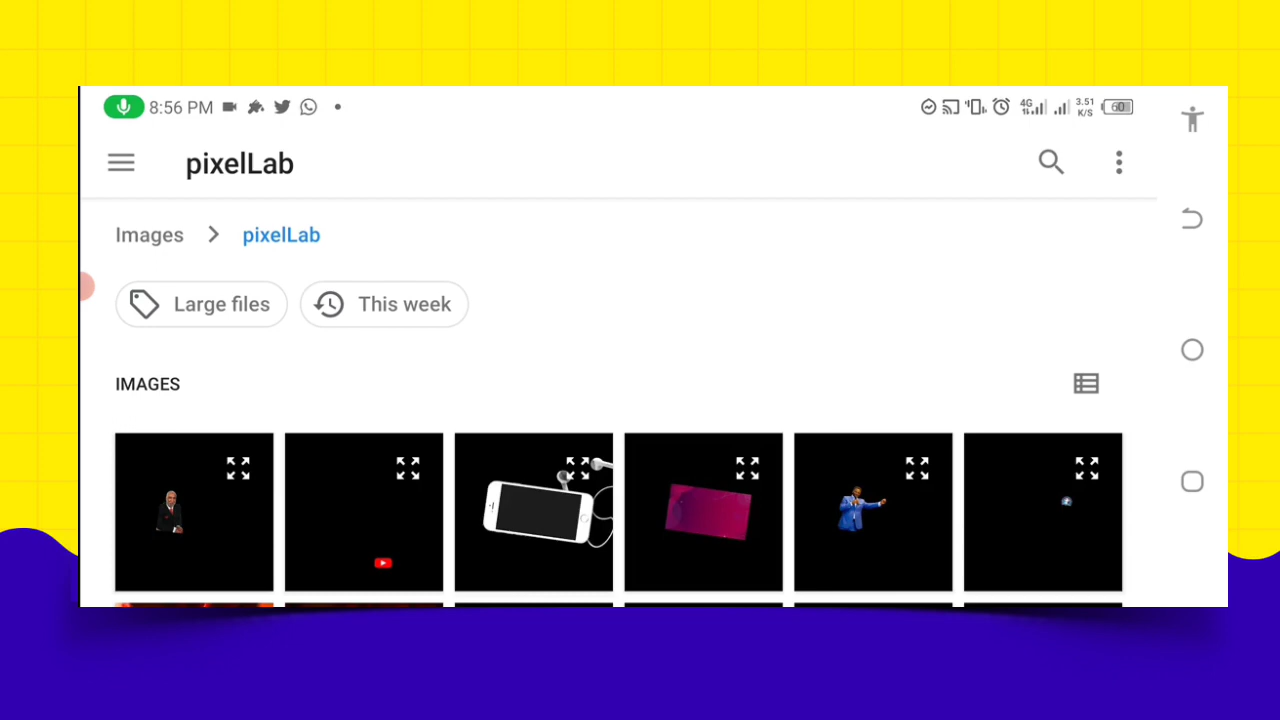 8:56 PM 4G 3.51 K/S 60
pixelLab
Images pixelLab
Large files This week
IMAGES